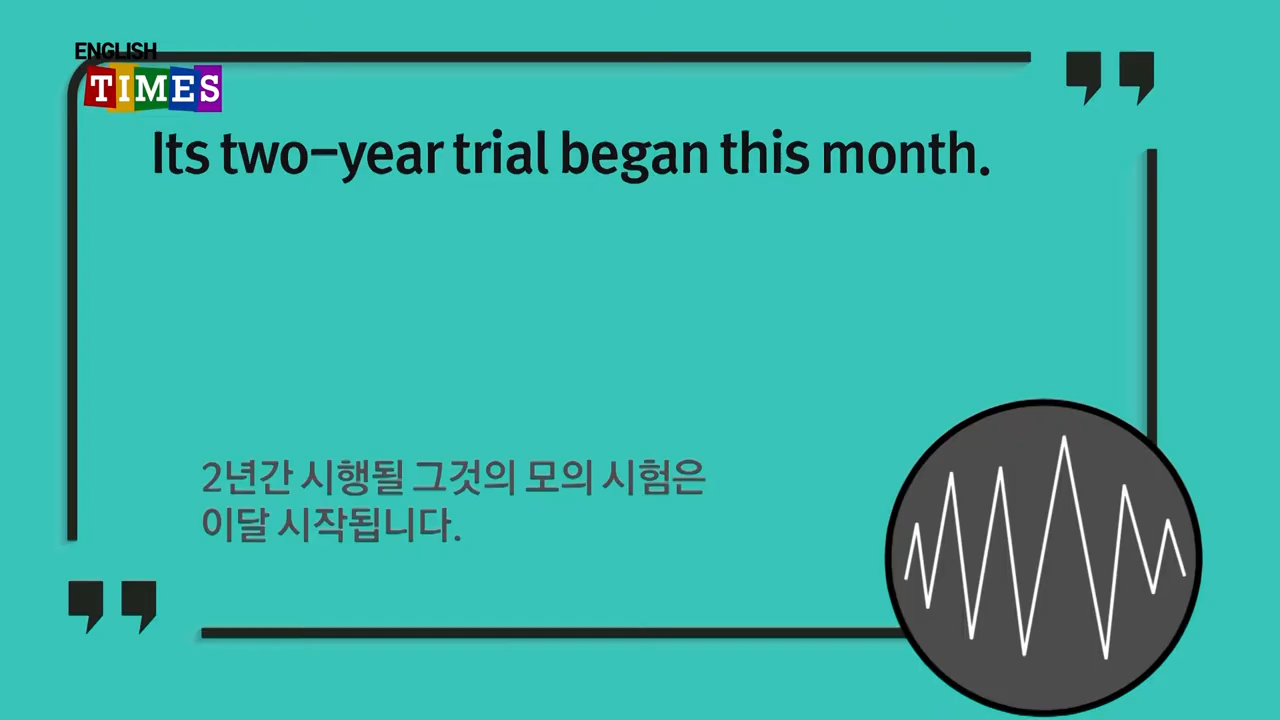 ENGLISH
TIMES
Its two-year trial began this month.
2년간 시행될 그것의 모의 시험은
이달 시작됩니다.